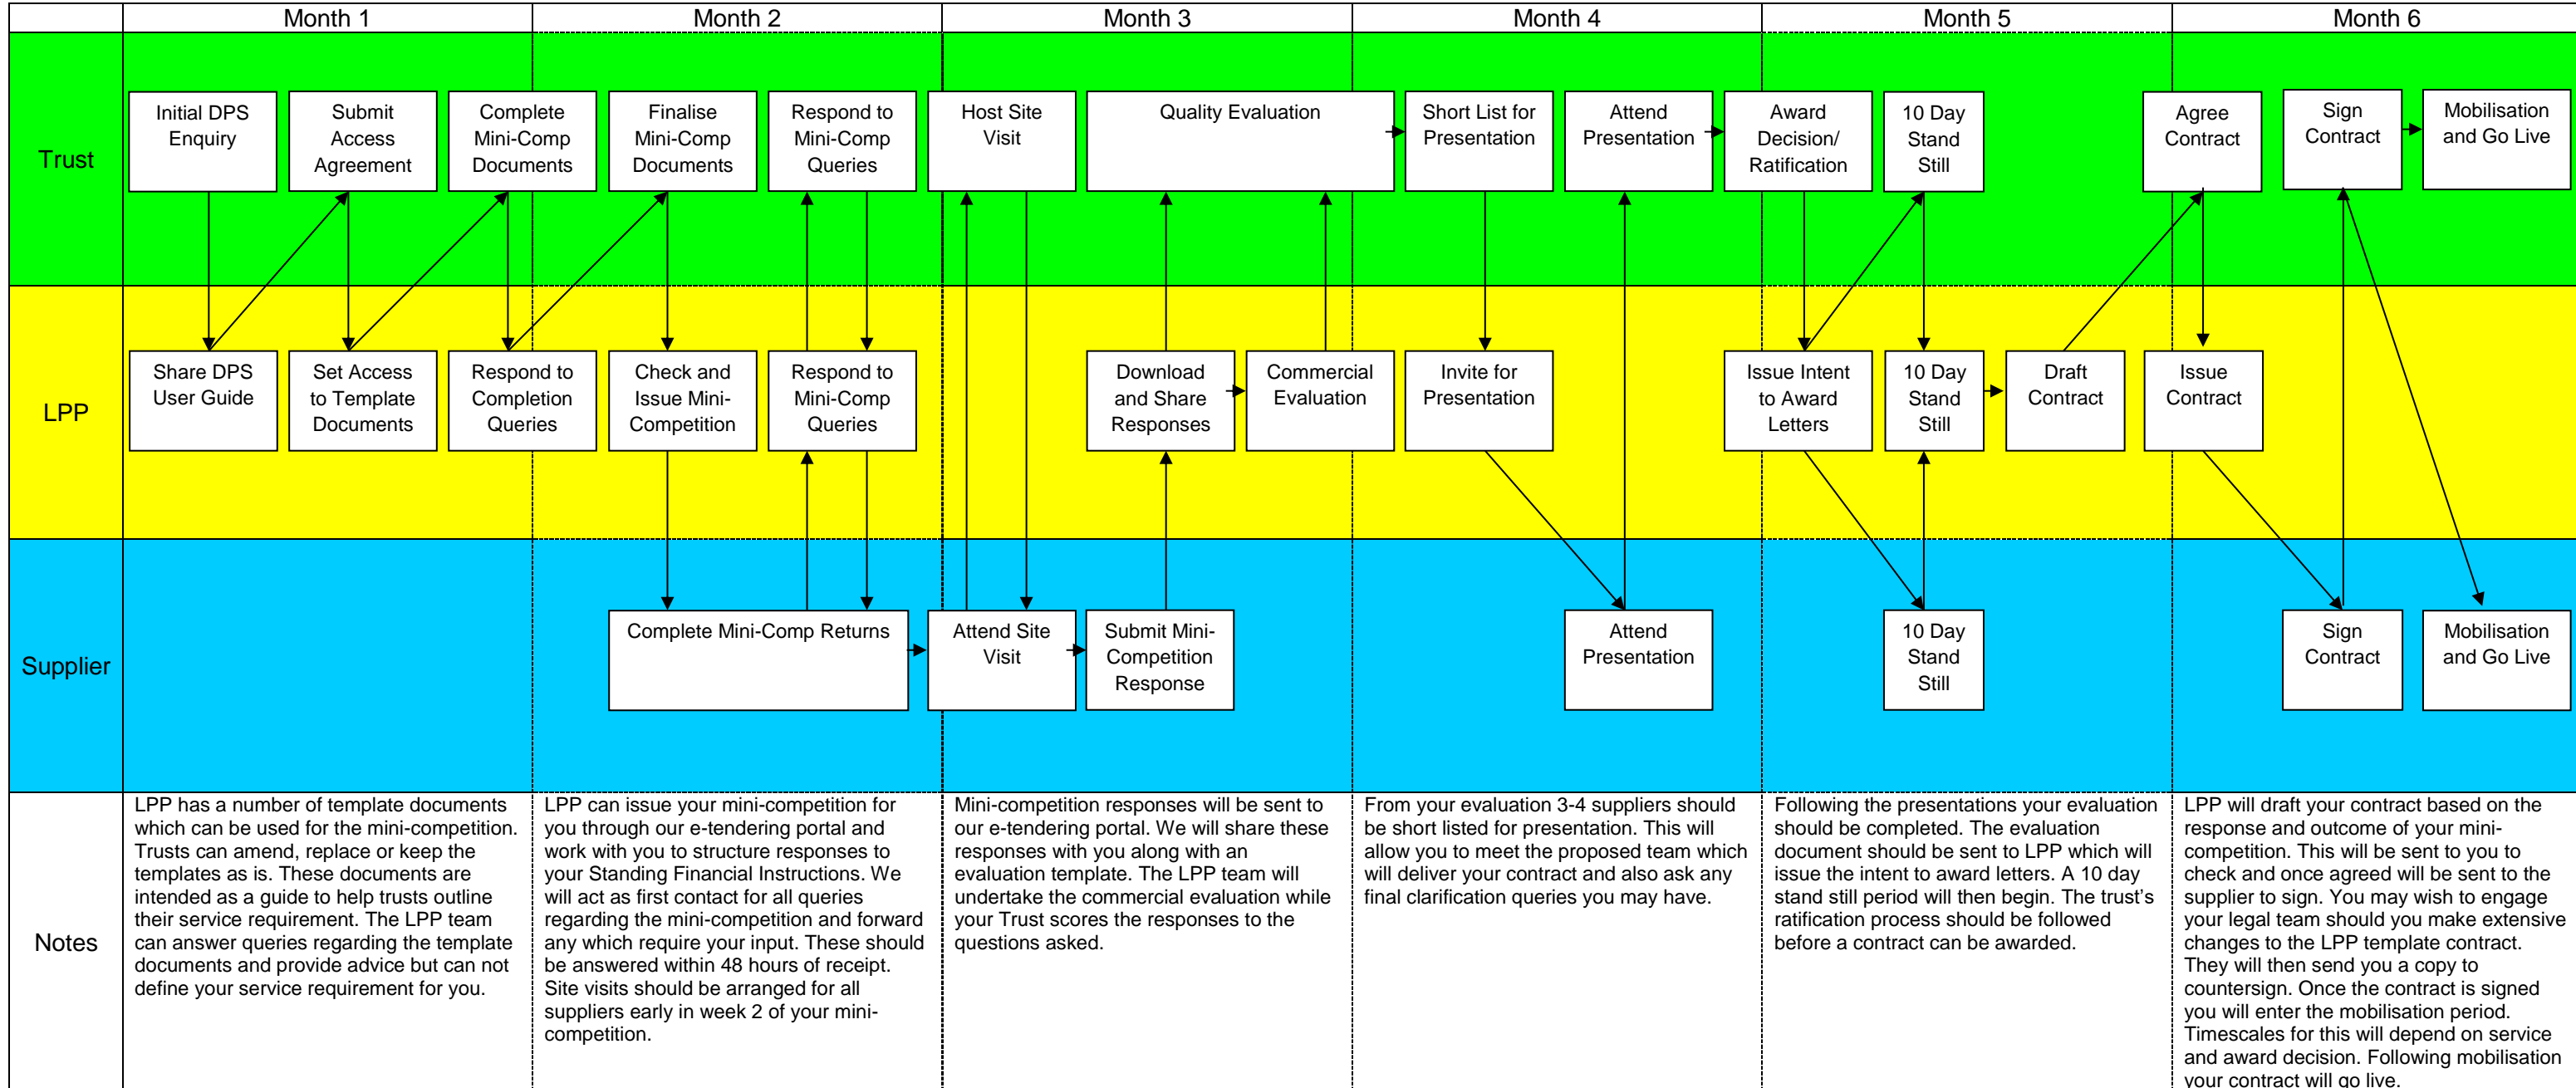 Month 1
Month 2
Month 3
Month 4
Month 5
Month 6
Trust
Initial DPS
Enquiry
Submit
Access
Agreement
Complete
Mini-Comp
Documents
Finalise
Mini-Comp
Documents
Respond to
Mini-Comp
Queries
Host Site
Visit
Quality Evaluation
Short List for
Presentation
Attend
Presentation
Award
Decision/
Ratification
10 Day
Stand
Still
Agree
Contract
Sign
Contract
Mobilisation
and Go Live
LPP
Share DPS
User Guide
Set Access
to Template
Documents
Respond to
Completion
Queries
Check and
Issue Mini-
Competition
Respond to
Mini-Comp
Queries
Download
and Share
Responses
Commercial
Evaluation
Invite for
Presentation
Issue Intent
to Award
Letters
10 Day
Stand
Still
Draft
Contract
Issue
Contract
Supplier
Complete Mini-Comp Returns
Attend Site
Visit
Submit Mini-
Competition
Response
Attend
Presentation
10 Day
Stand
Still
Sign
Contract
Mobilisation
and Go Live
Notes
LPP has a number of template documents
which can be used for the mini-competition.
Trusts can amend, replace or keep the
templates as is. These documents are
intended as a guide to help trusts outline
their service requirement. The LPP team
can answer queries regarding the template
documents and provide advice but can not
define your service requirement for you.
LPP can issue your mini-competition for
you through our e-tendering portal and
work with you to structure responses to
your Standing Financial Instructions. We
will act as first contact for all queries
regarding the mini-competition and forward
any which require your input. These should
be answered within 48 hours of receipt.
Site visits should be arranged for all
suppliers early in week 2 of your mini-
competition.
Mini-competition responses will be sent to
our e-tendering portal. We will share these
responses with you along with an
evaluation template. The LPP team will
undertake the commercial evaluation while
your Trust scores the responses to the
questions asked.
From your evaluation 3-4 suppliers should
be short listed for presentation. This will
allow you to meet the proposed team which
will deliver your contract and also ask any
final clarification queries you may have.
Following the presentations your evaluation
should be completed. The evaluation
document should be sent to LPP which will
issue the intent to award letters. A 10 day
stand still period will then begin. The trust's
ratification process should be followed
before a contract can be awarded.
LPP will draft your contract based on the
response and outcome of your mini-
competition. This will be sent to you to
check and once agreed will be sent to the
supplier to sign. You may wish to engage
your legal team should you make extensive
changes to the LPP template contract.
They will then send you a copy to
countersign. Once the contract is signed
you will enter the mobilisation period.
Timescales for this will depend on service
and award decision. Following mobilisation
your contract will go live.